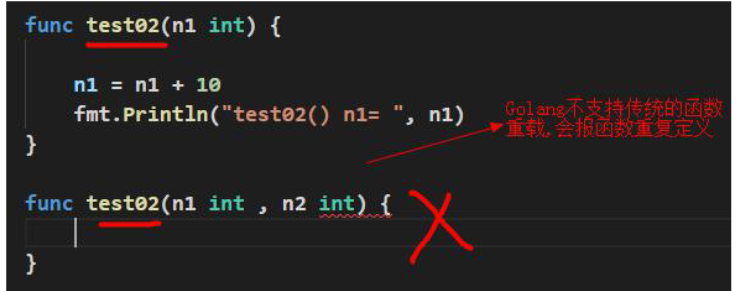 func test02(n1 int) {
n1 = n1 + 10
fmt.Println("test02() n1= ", n1)
}
Golang不支持传统的函数
重载,会报函数重复定义
func test02(n1 int , n2 int) {
}